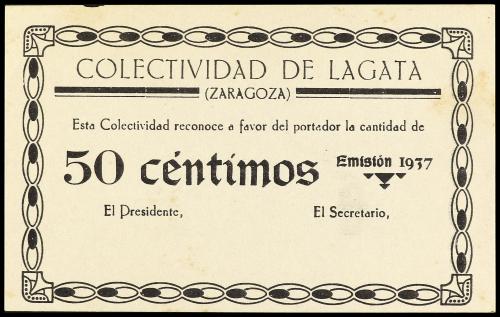 COLECTIVIDAD DE LAGATA
(ZARAGOZA)
Esta Colectividad reconoce a favor del portador la cantidad de
50 céntimos Emisión 1937
El Presidente, El Secretario,